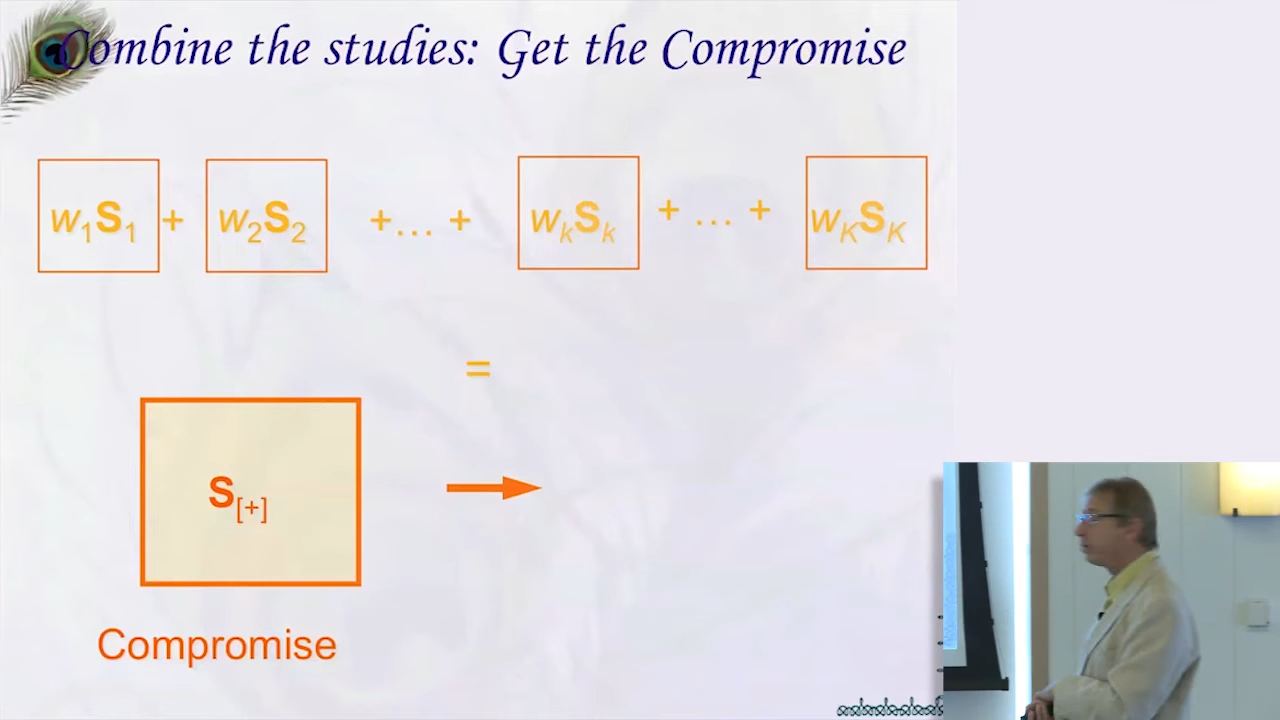 Combine the studies: Get the Compromise
w₁S₁ + w₂S₂ +... + wₖSₖ + ... + w_KS_K
=
S[+]
Compromise